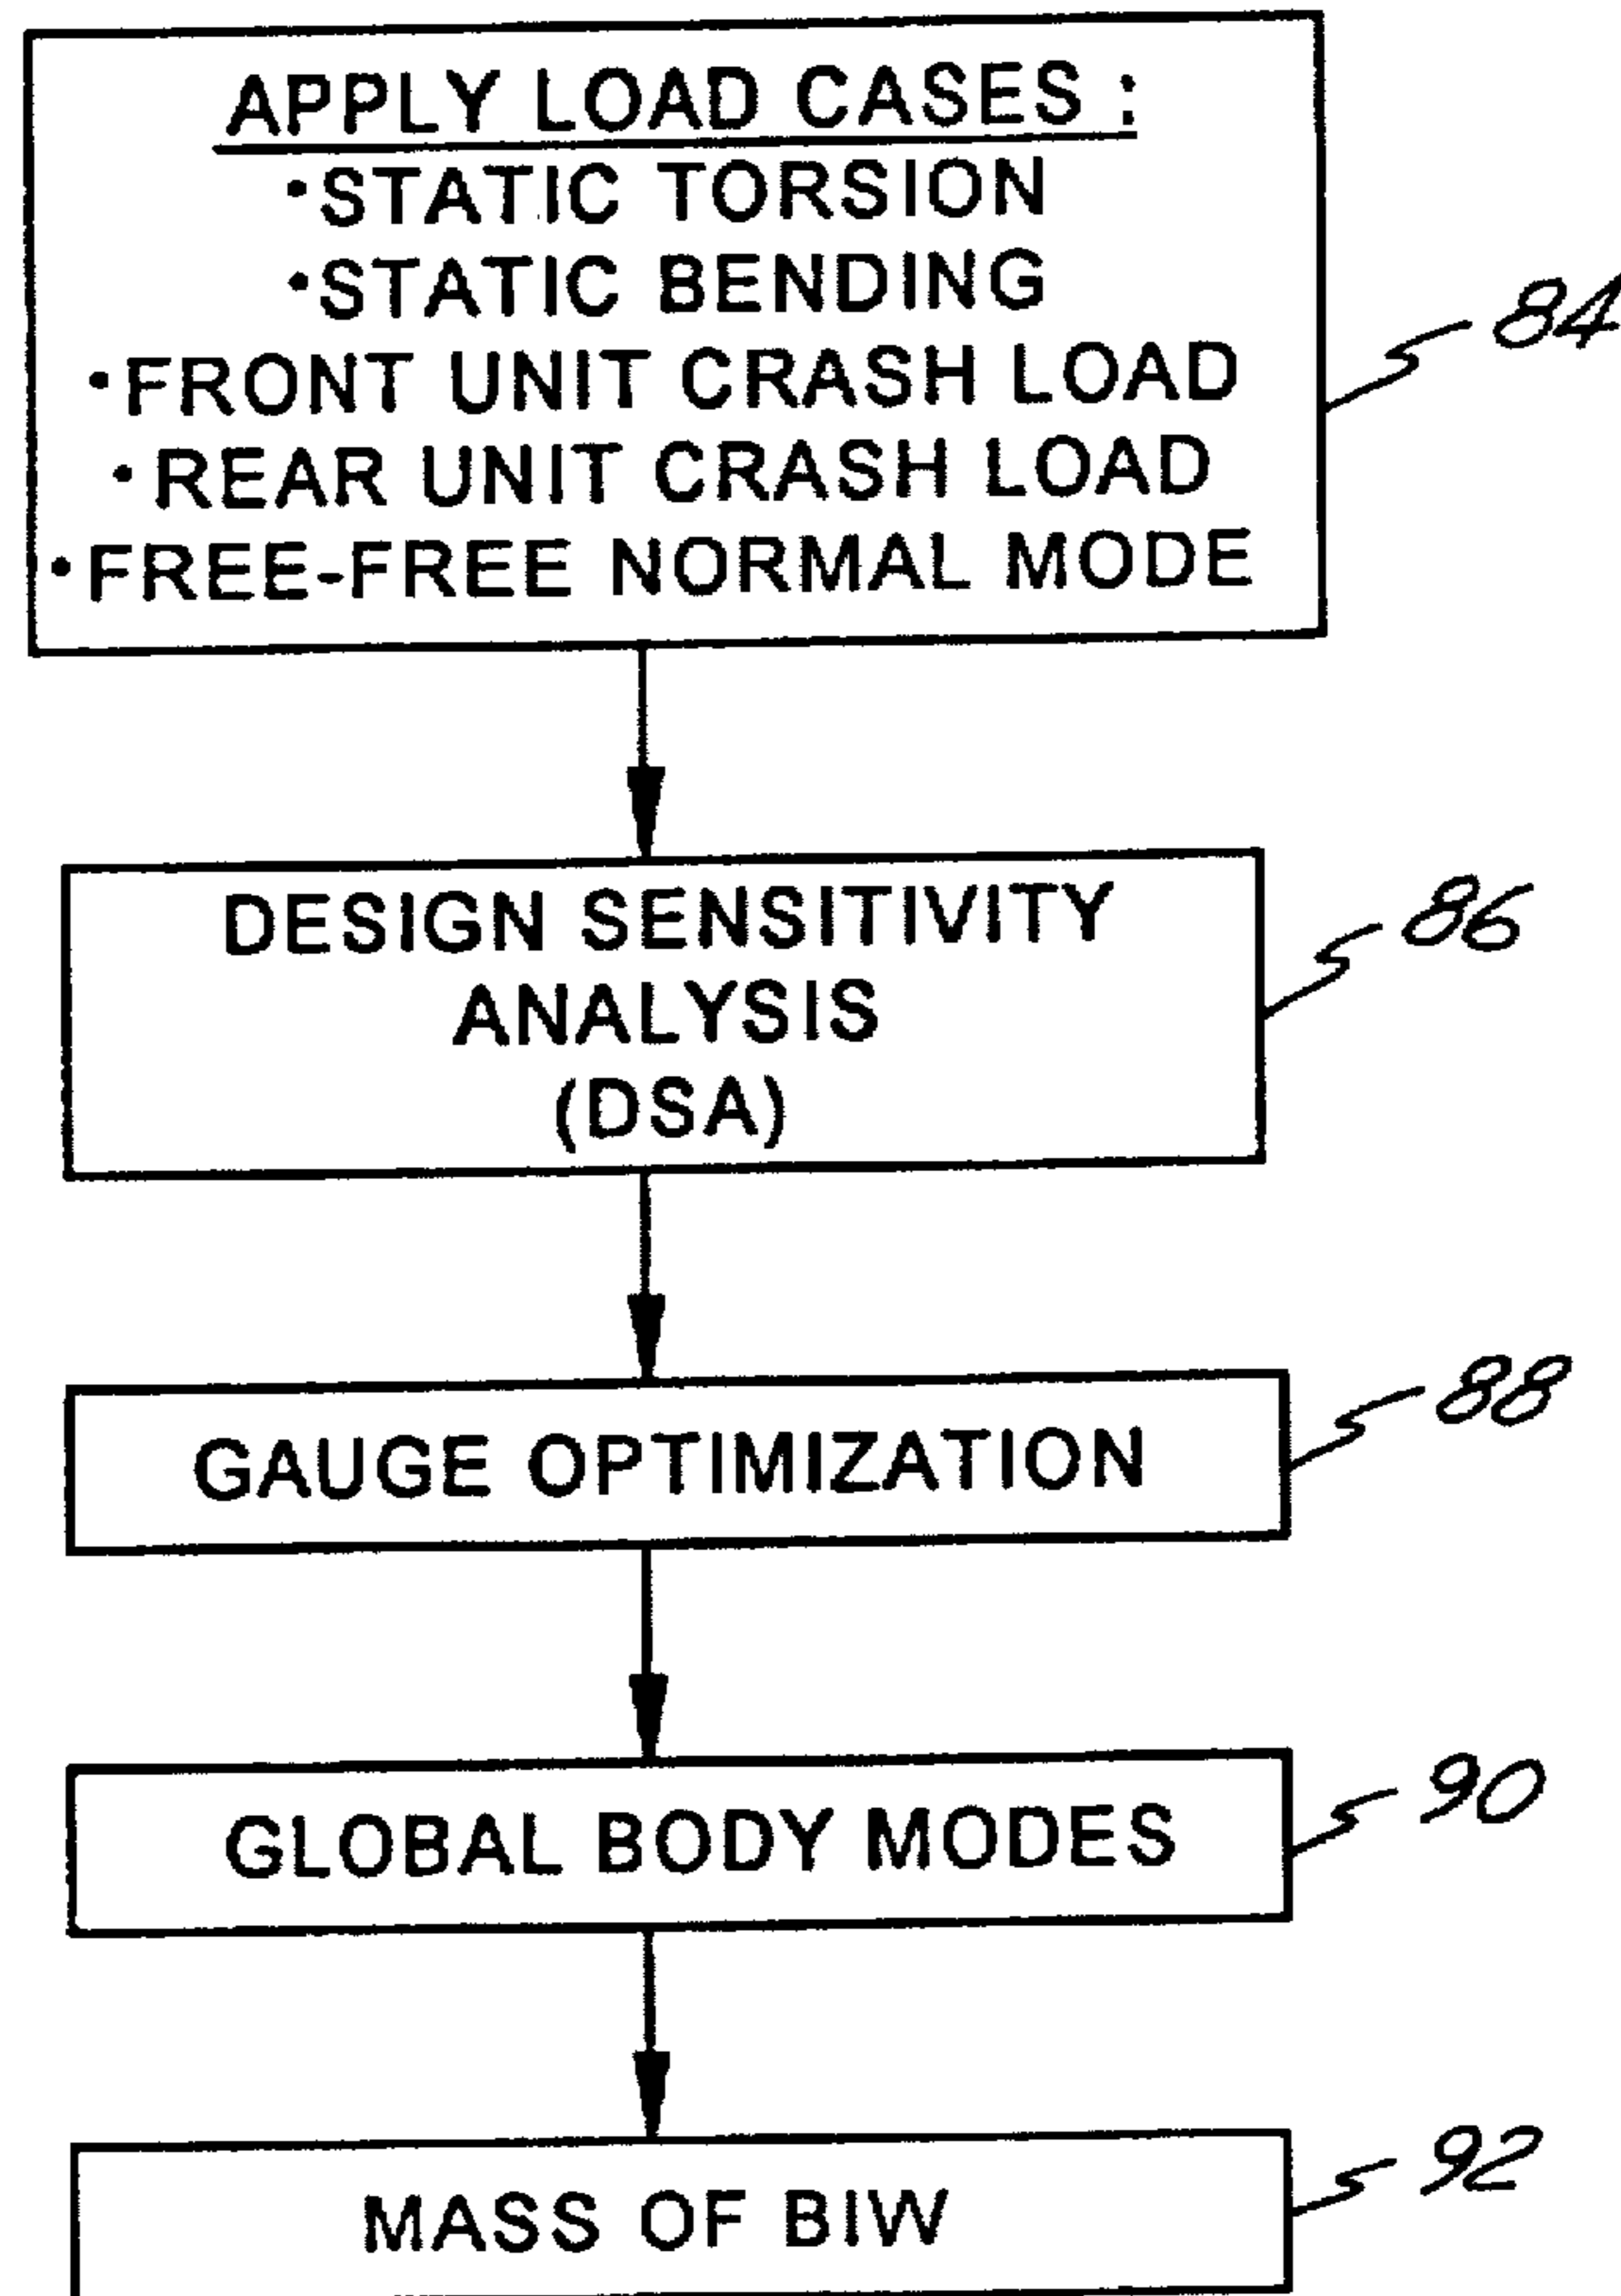 APPLY LOAD CASES :
•STATIC TORSION
•STATIC BENDING
•FRONT UNIT CRASH LOAD
•REAR UNIT CRASH LOAD
•FREE-FREE NORMAL MODE
84
DESIGN SENSITIVITY
ANALYSIS
(DSA)
86
GAUGE OPTIMIZATION
88
GLOBAL BODY MODES
90
MASS OF BIW
92